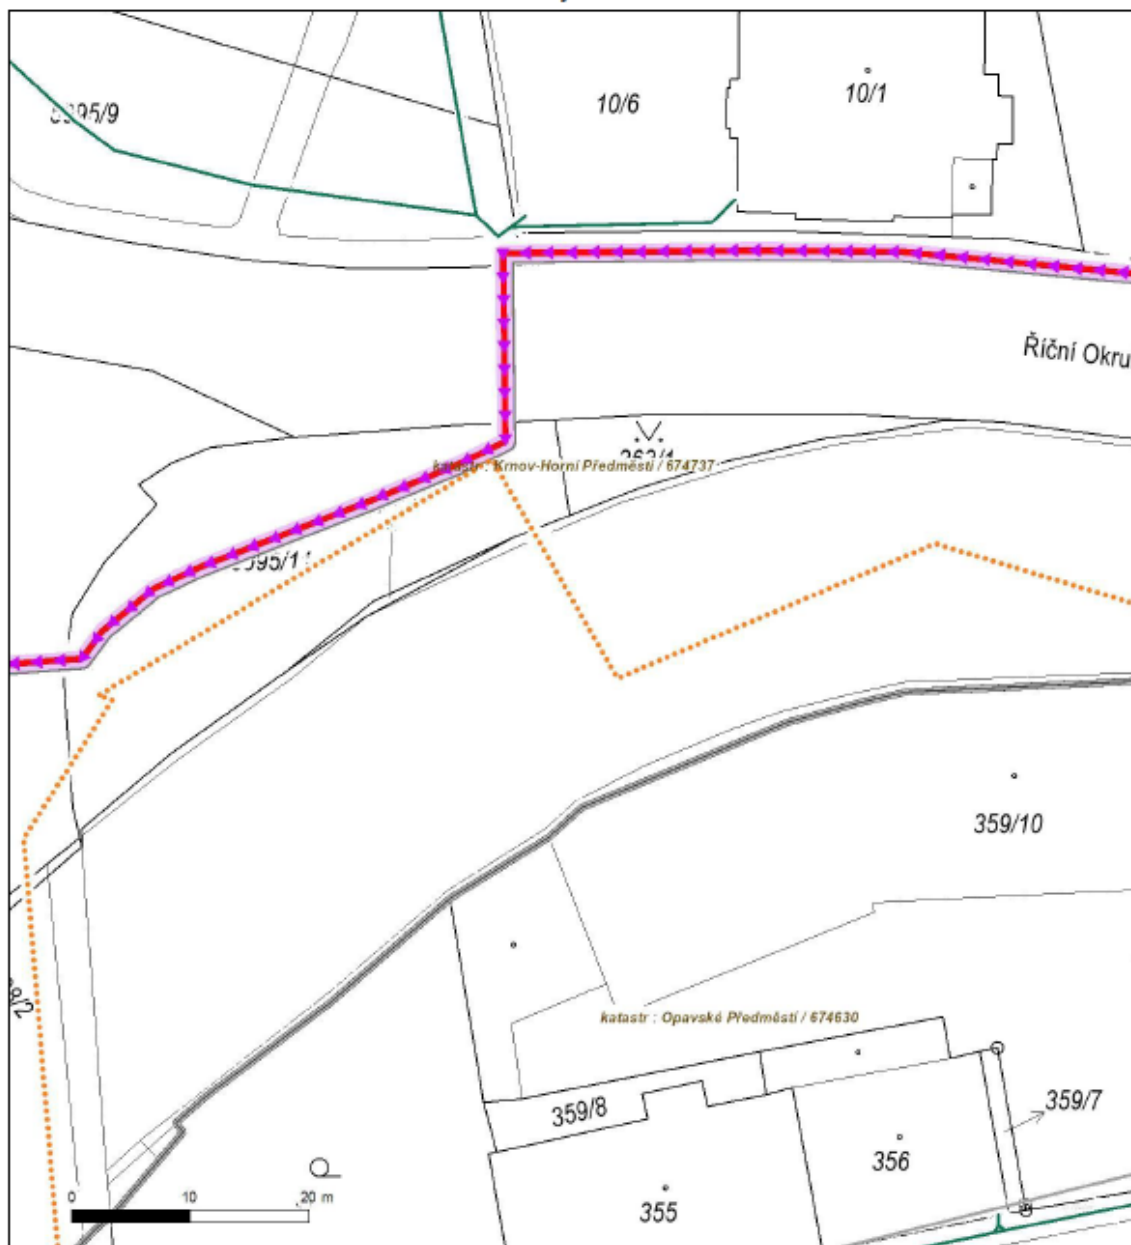 10/6
10/1
Říční Okru
katastr : Krnov-Horní Předměstí / 674737
359/10
katastr : Opavské Předměstí / 674630
359/8
359/7
356
355
0 10 20 m